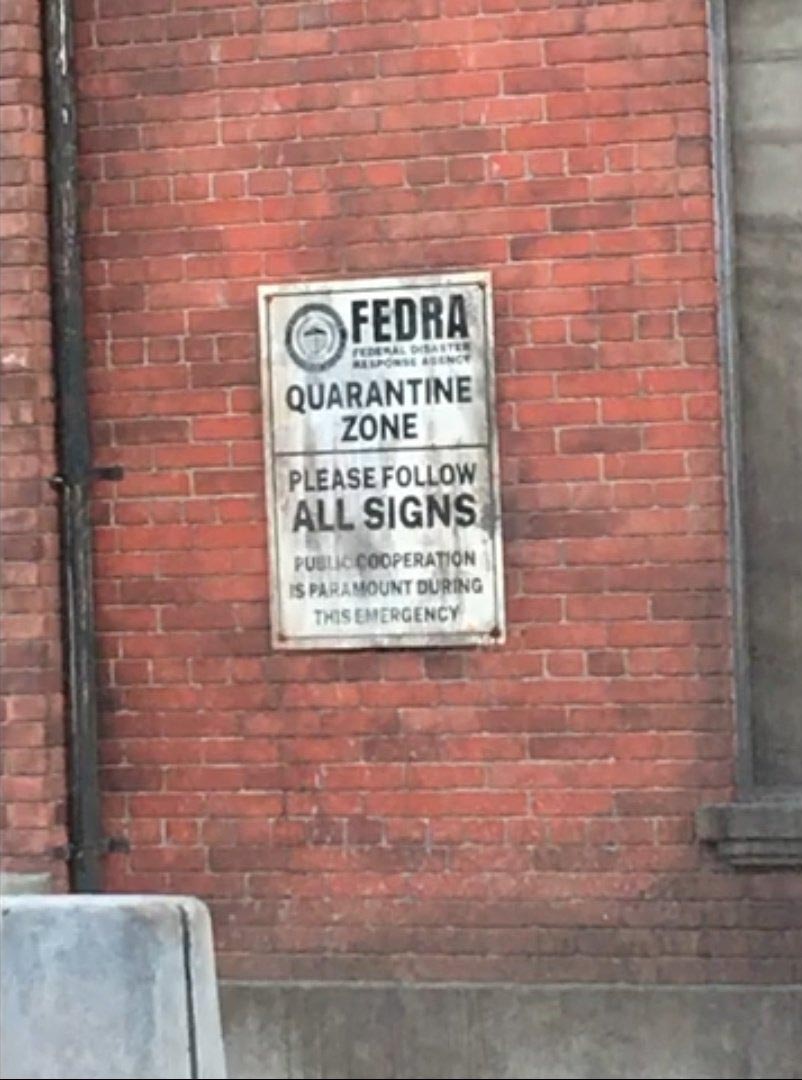 FEDRA
FEDERAL DISASTER
RESPONSE AGENCY
QUARANTINE
ZONE
PLEASE FOLLOW
ALL SIGNS
PUBLIC COOPERATION
IS PARAMOUNT DURING
THIS EMERGENCY